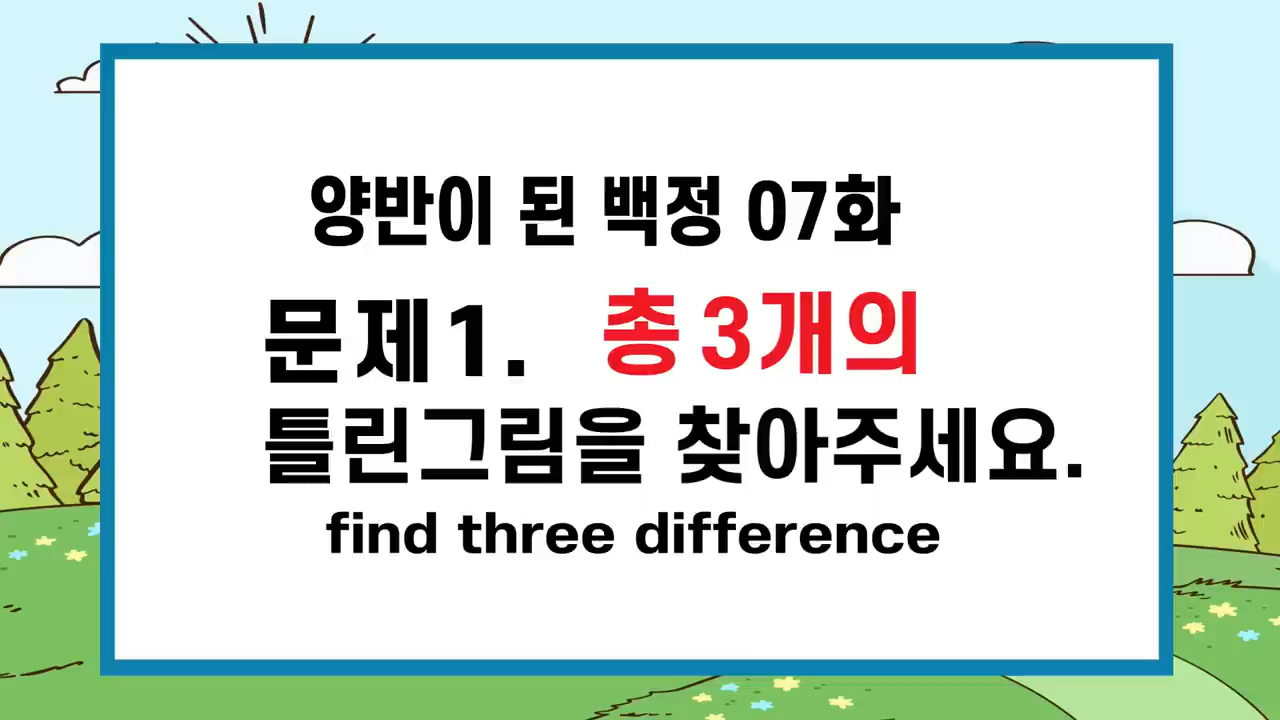 양반이 된 백정 07화
문제1. 총3개의
틀린그림을 찾아주세요.
find three difference